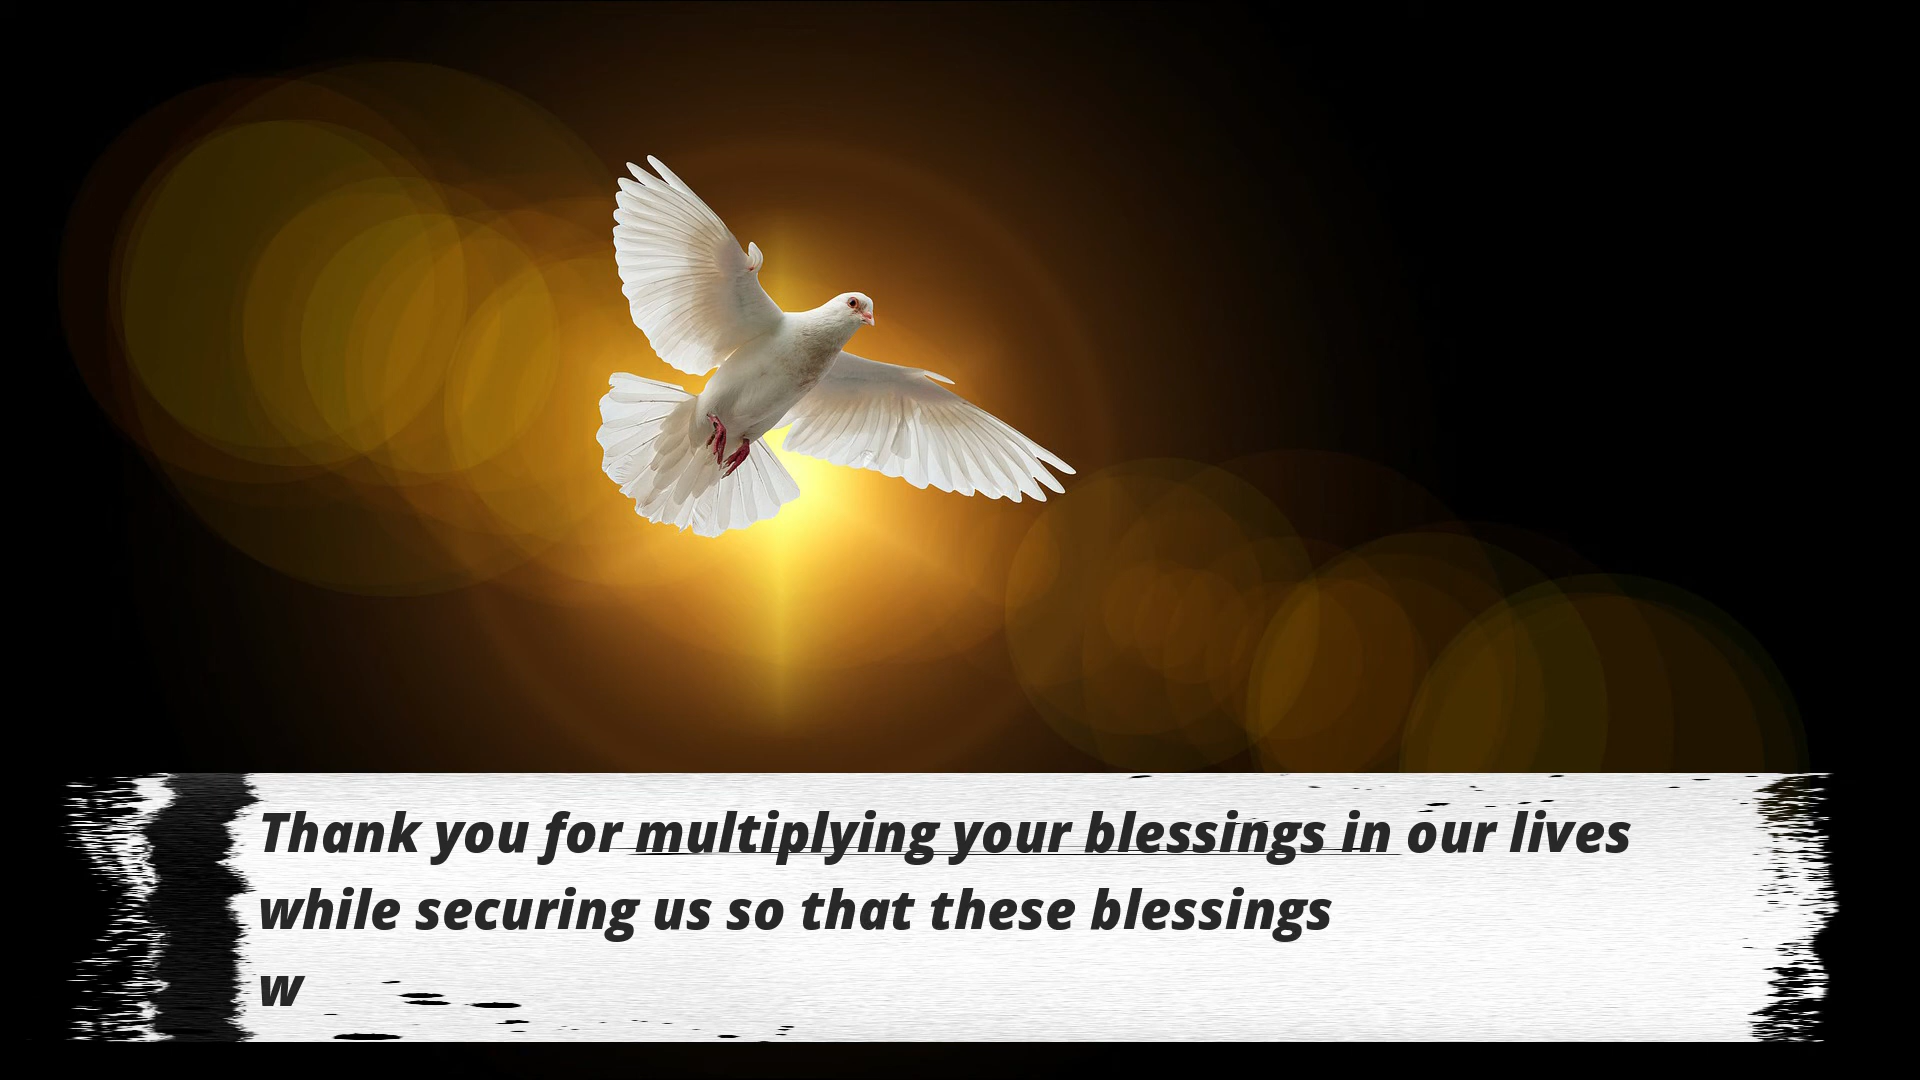 Thank you for multiplying your blessings in our lives
while securing us so that these blessings
w